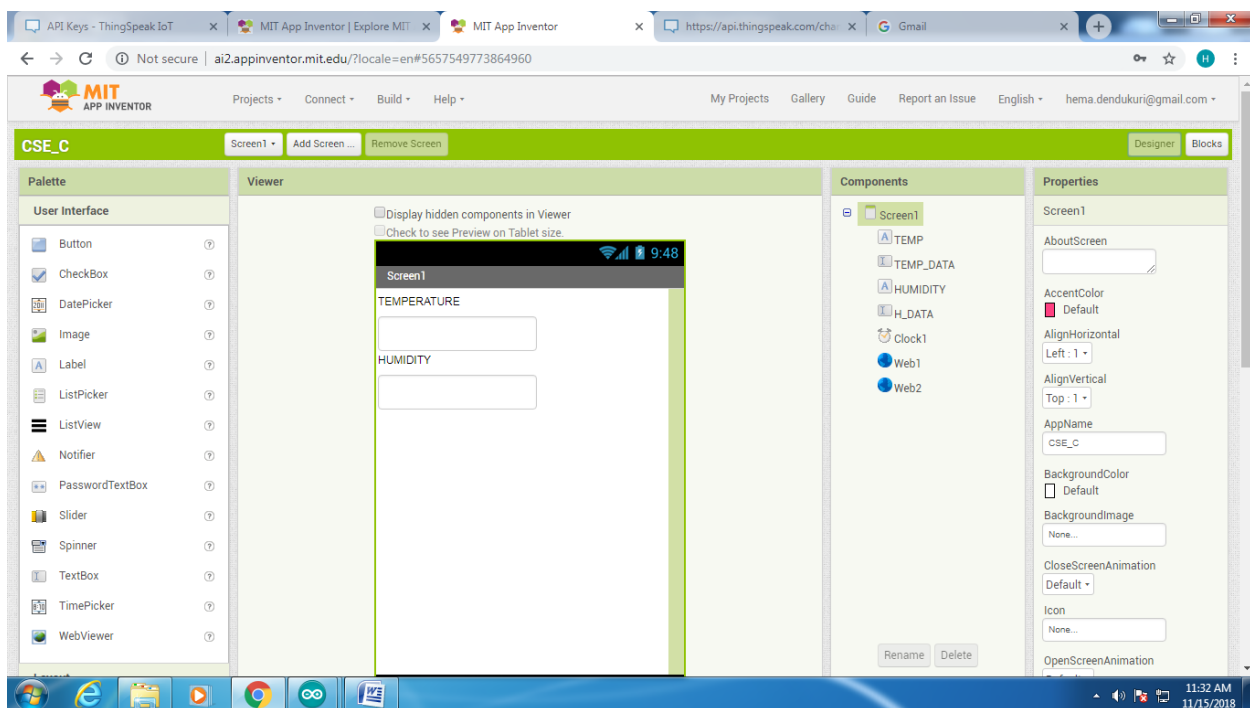 API Keys - ThingSpeak IoT
MIT App Inventor | Explore MIT
MIT App Inventor
https://api.thingspeak.com/cha
G Gmail
Not secure | ai2.appinventor.mit.edu/?locale=en#5657549773864960
H
MIT
APP INVENTOR
Projects
Connect
Build
Help
My Projects
Gallery
Guide
Report an Issue
English
hema.dendukuri@gmail.com
CSE_C
Screen1
Add Screen ...
Remove Screen
Designer
Blocks
Palette
User Interface
Button
CheckBox
DatePicker
Image
Label
ListPicker
ListView
Notifier
PasswordTextBox
Slider
Spinner
TextBox
TimePicker
WebViewer
Viewer
Display hidden components in Viewer
Check to see Preview on Tablet size.
9:48
Screen1
TEMPERATURE
HUMIDITY
Components
Screen1
TEMP
TEMP_DATA
HUMIDITY
H_DATA
Clock1
Web1
Web2
Rename
Delete
Properties
Screen1
AboutScreen
AccentColor
Default
AlignHorizontal
Left : 1
AlignVertical
Top : 1
AppName
CSE_C
BackgroundColor
Default
BackgroundImage
None...
CloseScreenAnimation
Default
Icon
None...
OpenScreenAnimation
11:32 AM
11/15/2018